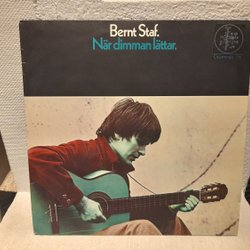 Bernt Staf.
När dimman lättar.